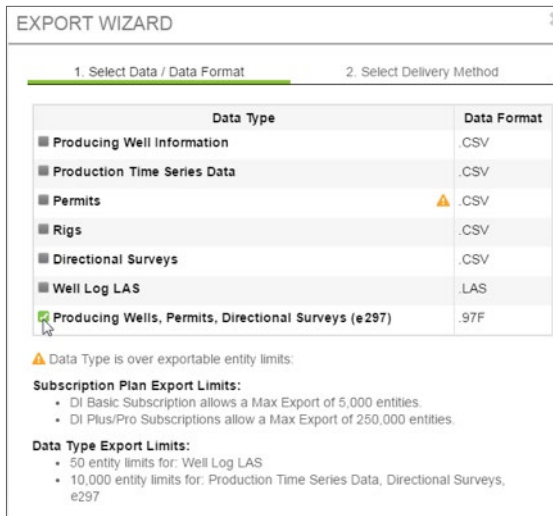 EXPORT WIZARD
1. Select Data / Data Format 2. Select Delivery Method
Data Type Data Format
Producing Well Information .CSV
Production Time Series Data .CSV
Permits .CSV
Rigs .CSV
Directional Surveys .CSV
Well Log LAS .LAS
Producing Wells, Permits, Directional Surveys (e297) .97F
Data Type is over exportable entity limits:
Subscription Plan Export Limits:
• DI Basic Subscription allows a Max Export of 5,000 entities.
• DI Plus/Pro Subscriptions allow a Max Export of 250,000 entities.
Data Type Export Limits:
• 50 entity limits for: Well Log LAS
• 10,000 entity limits for: Production Time Series Data, Directional Surveys,
e297